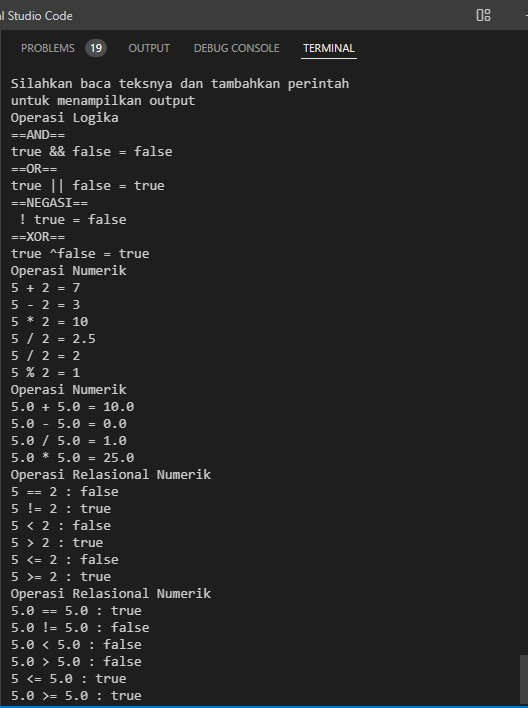 l Studio Code
PROBLEMS 19 OUTPUT DEBUG CONSOLE TERMINAL
Silahkan baca teksnya dan tambahkan perintah
untuk menampilkan output
Operasi Logika
==AND==
true && false = false
==OR==
true || false = true
==NEGASI==
 ! true = false
==XOR==
true ^false = true
Operasi Numerik
5 + 2 = 7
5 - 2 = 3
5 * 2 = 10
5 / 2 = 2.5
5 / 2 = 2
5 % 2 = 1
Operasi Numerik
5.0 + 5.0 = 10.0
5.0 - 5.0 = 0.0
5.0 / 5.0 = 1.0
5.0 * 5.0 = 25.0
Operasi Relasional Numerik
5 == 2 : false
5 != 2 : true
5 < 2 : false
5 > 2 : true
5 <= 2 : false
5 >= 2 : true
Operasi Relasional Numerik
5.0 == 5.0 : true
5.0 != 5.0 : false
5.0 < 5.0 : false
5.0 > 5.0 : false
5 <= 5.0 : true
5.0 >= 5.0 : true